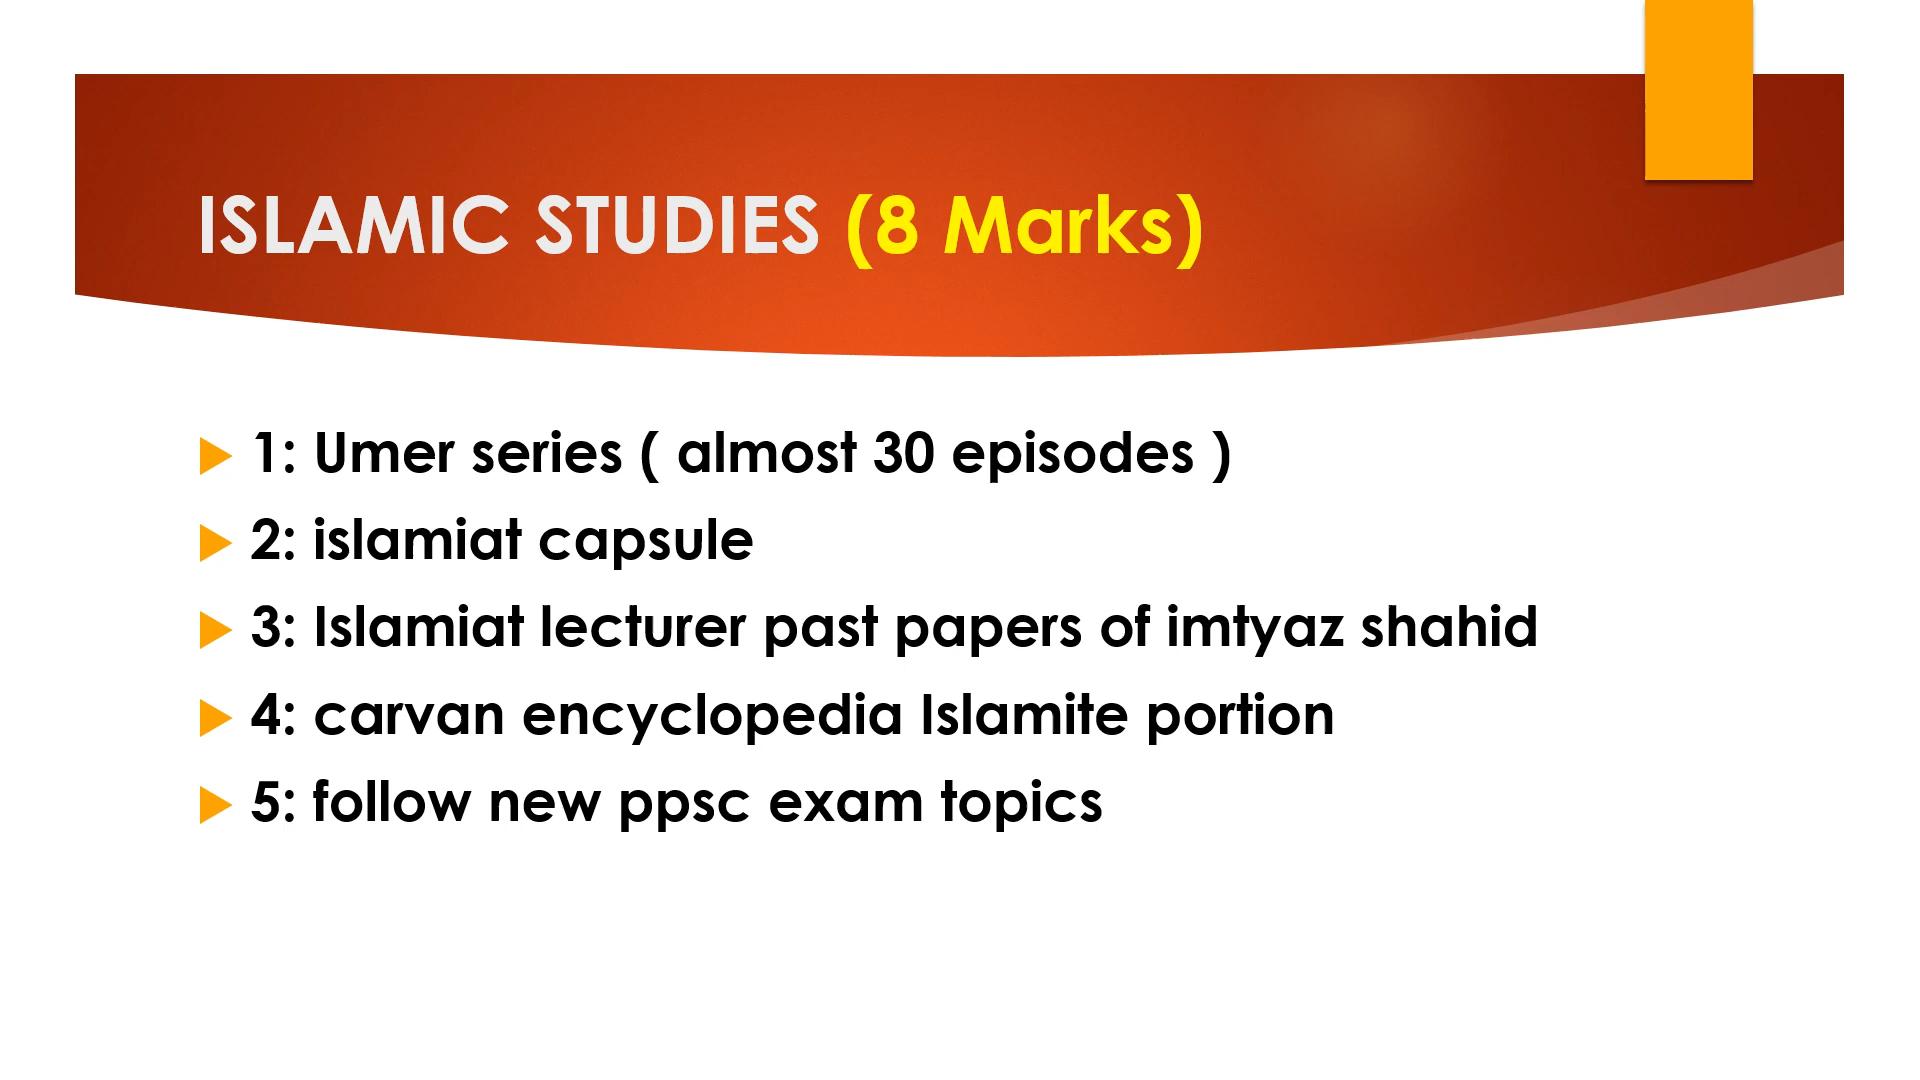 ISLAMIC STUDIES (8 Marks)
1: Umer series ( almost 30 episodes )
2: islamiat capsule
3: Islamiat lecturer past papers of imtyaz shahid
4: carvan encyclopedia Islamite portion
5: follow new ppsc exam topics